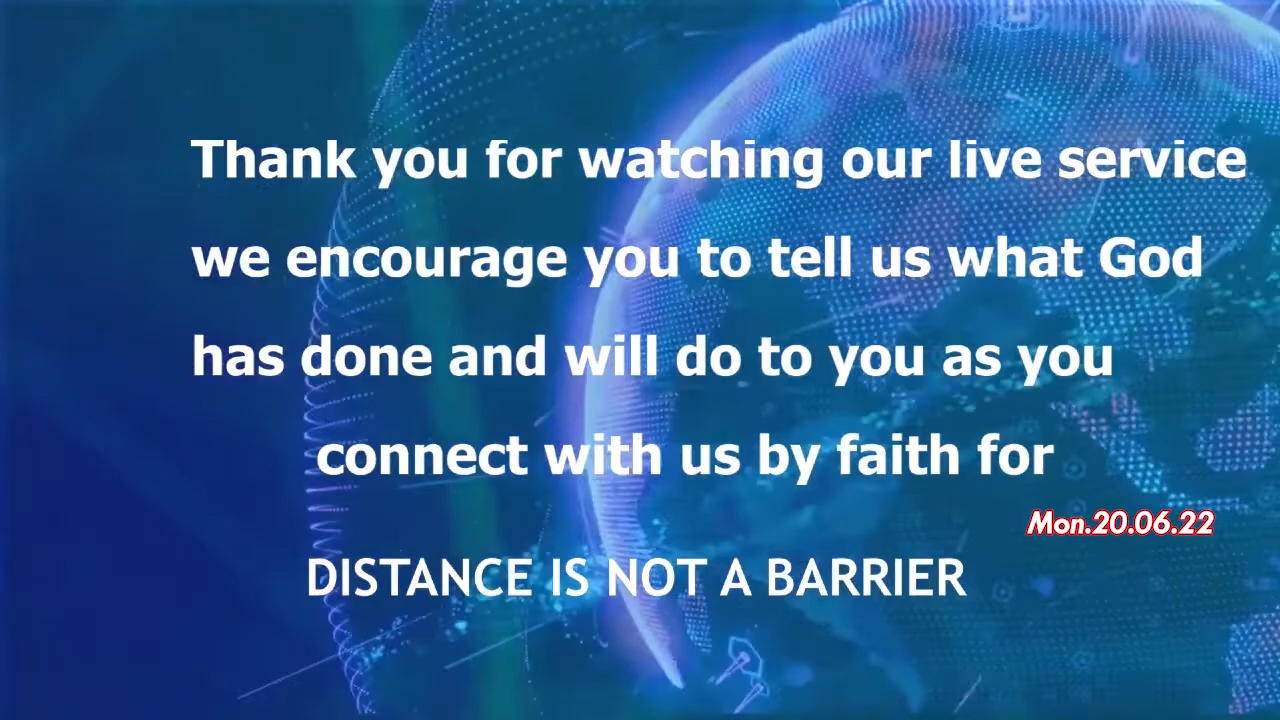 Thank you for watching our live service
we encourage you to tell us what God
has done and will do to you as you
connect with us by faith for
Mon.20.06.22
DISTANCE IS NOT A BARRIER